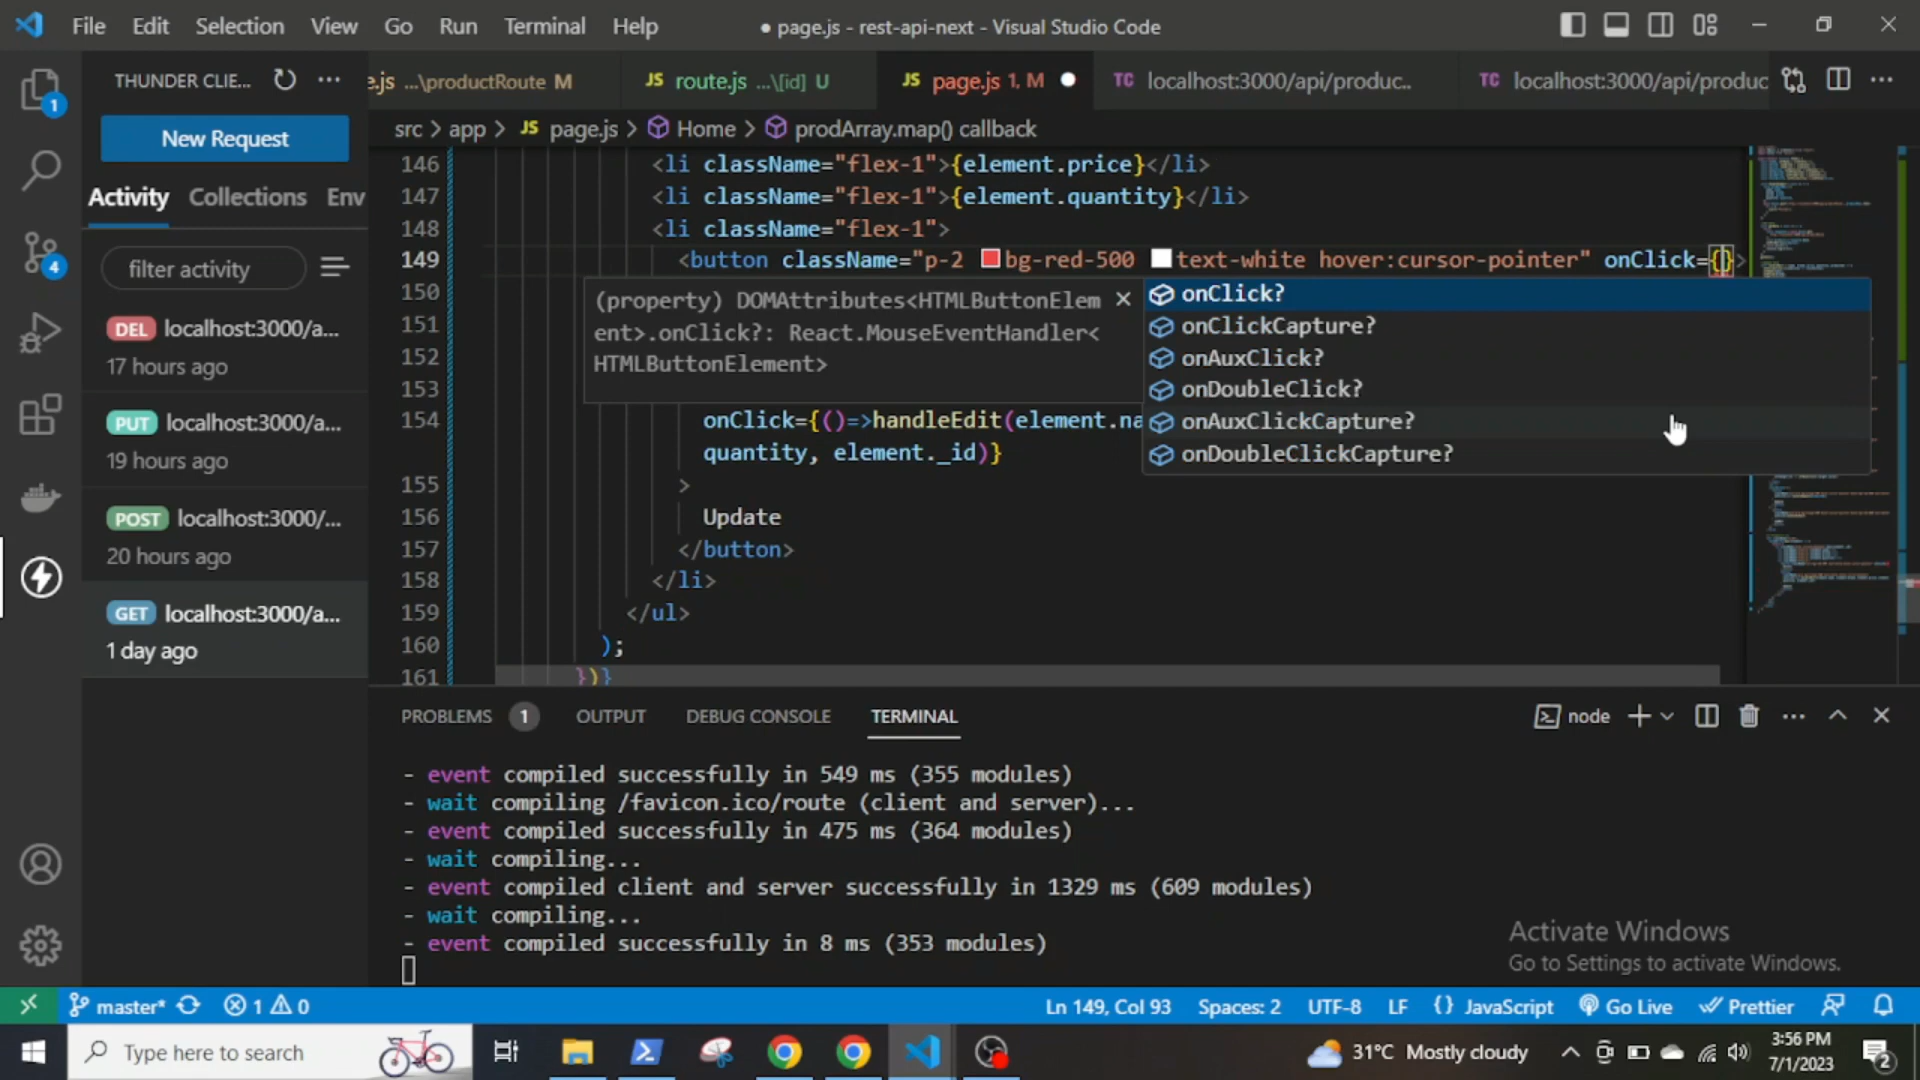 File Edit Selection View Go Run Terminal Help
● page.js - rest-api-next - Visual Studio Code
THUNDER CLIE...
e.js ...\productRoute M
JS route.js ...\[id] U
JS page.js 1, M
TC localhost:3000/api/produc..
TC localhost:3000/api/produc
New Request
src > app > JS page.js > Home > prodArray.map() callback
Activity Collections Env
filter activity
DEL localhost:3000/a...
17 hours ago
PUT localhost:3000/a...
19 hours ago
POST localhost:3000/...
20 hours ago
GET localhost:3000/a...
1 day ago
1
4
146 <li className="flex-1">{element.price}</li>
147 <li className="flex-1">{element.quantity}</li>
148 <li className="flex-1">
149 <button className="p-2 bg-red-500 text-white hover:cursor-pointer" onClick={}>
150
151
152
153
(property) DOMAttributes<HTMLButtonElem
ent>.onClick?: React.MouseEventHandler<
HTMLButtonElement>
onClick?
onClickCapture?
onAuxClick?
onDoubleClick?
onAuxClickCapture?
onDoubleClickCapture?
154 onClick={()=>handleEdit(element.na
quantity, element._id)}
155 >
156 Update
157 </button>
158 </li>
159 </ul>
160 );
161 })}
PROBLEMS 1 OUTPUT DEBUG CONSOLE TERMINAL
node
- event compiled successfully in 549 ms (355 modules)
- wait compiling /favicon.ico/route (client and server)...
- event compiled successfully in 475 ms (364 modules)
- wait compiling...
- event compiled client and server successfully in 1329 ms (609 modules)
- wait compiling...
- event compiled successfully in 8 ms (353 modules)
Activate Windows
Go to Settings to activate Windows.
master* 1 0
Ln 149, Col 93 Spaces: 2 UTF-8 LF {} JavaScript Go Live Prettier
Type here to search
31°C Mostly cloudy
3:56 PM
7/1/2023
2